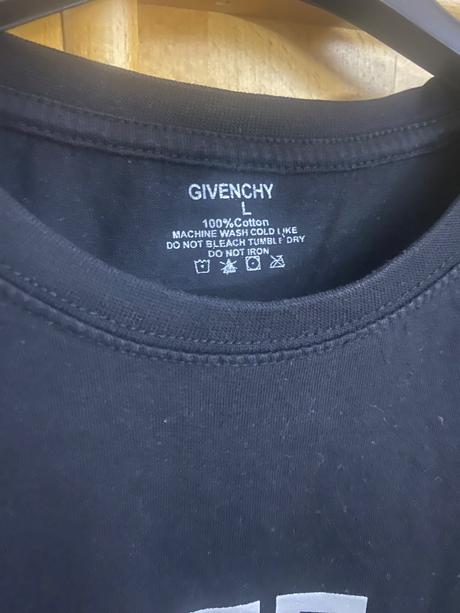 GIVENCHY
L
100%Cotton
MACHINE WASH COLD LIKE
DO NOT BLEACH TUMBLE DRY
DO NOT IRON